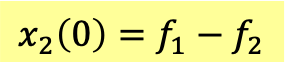 x₂(0) = f₁ − f₂